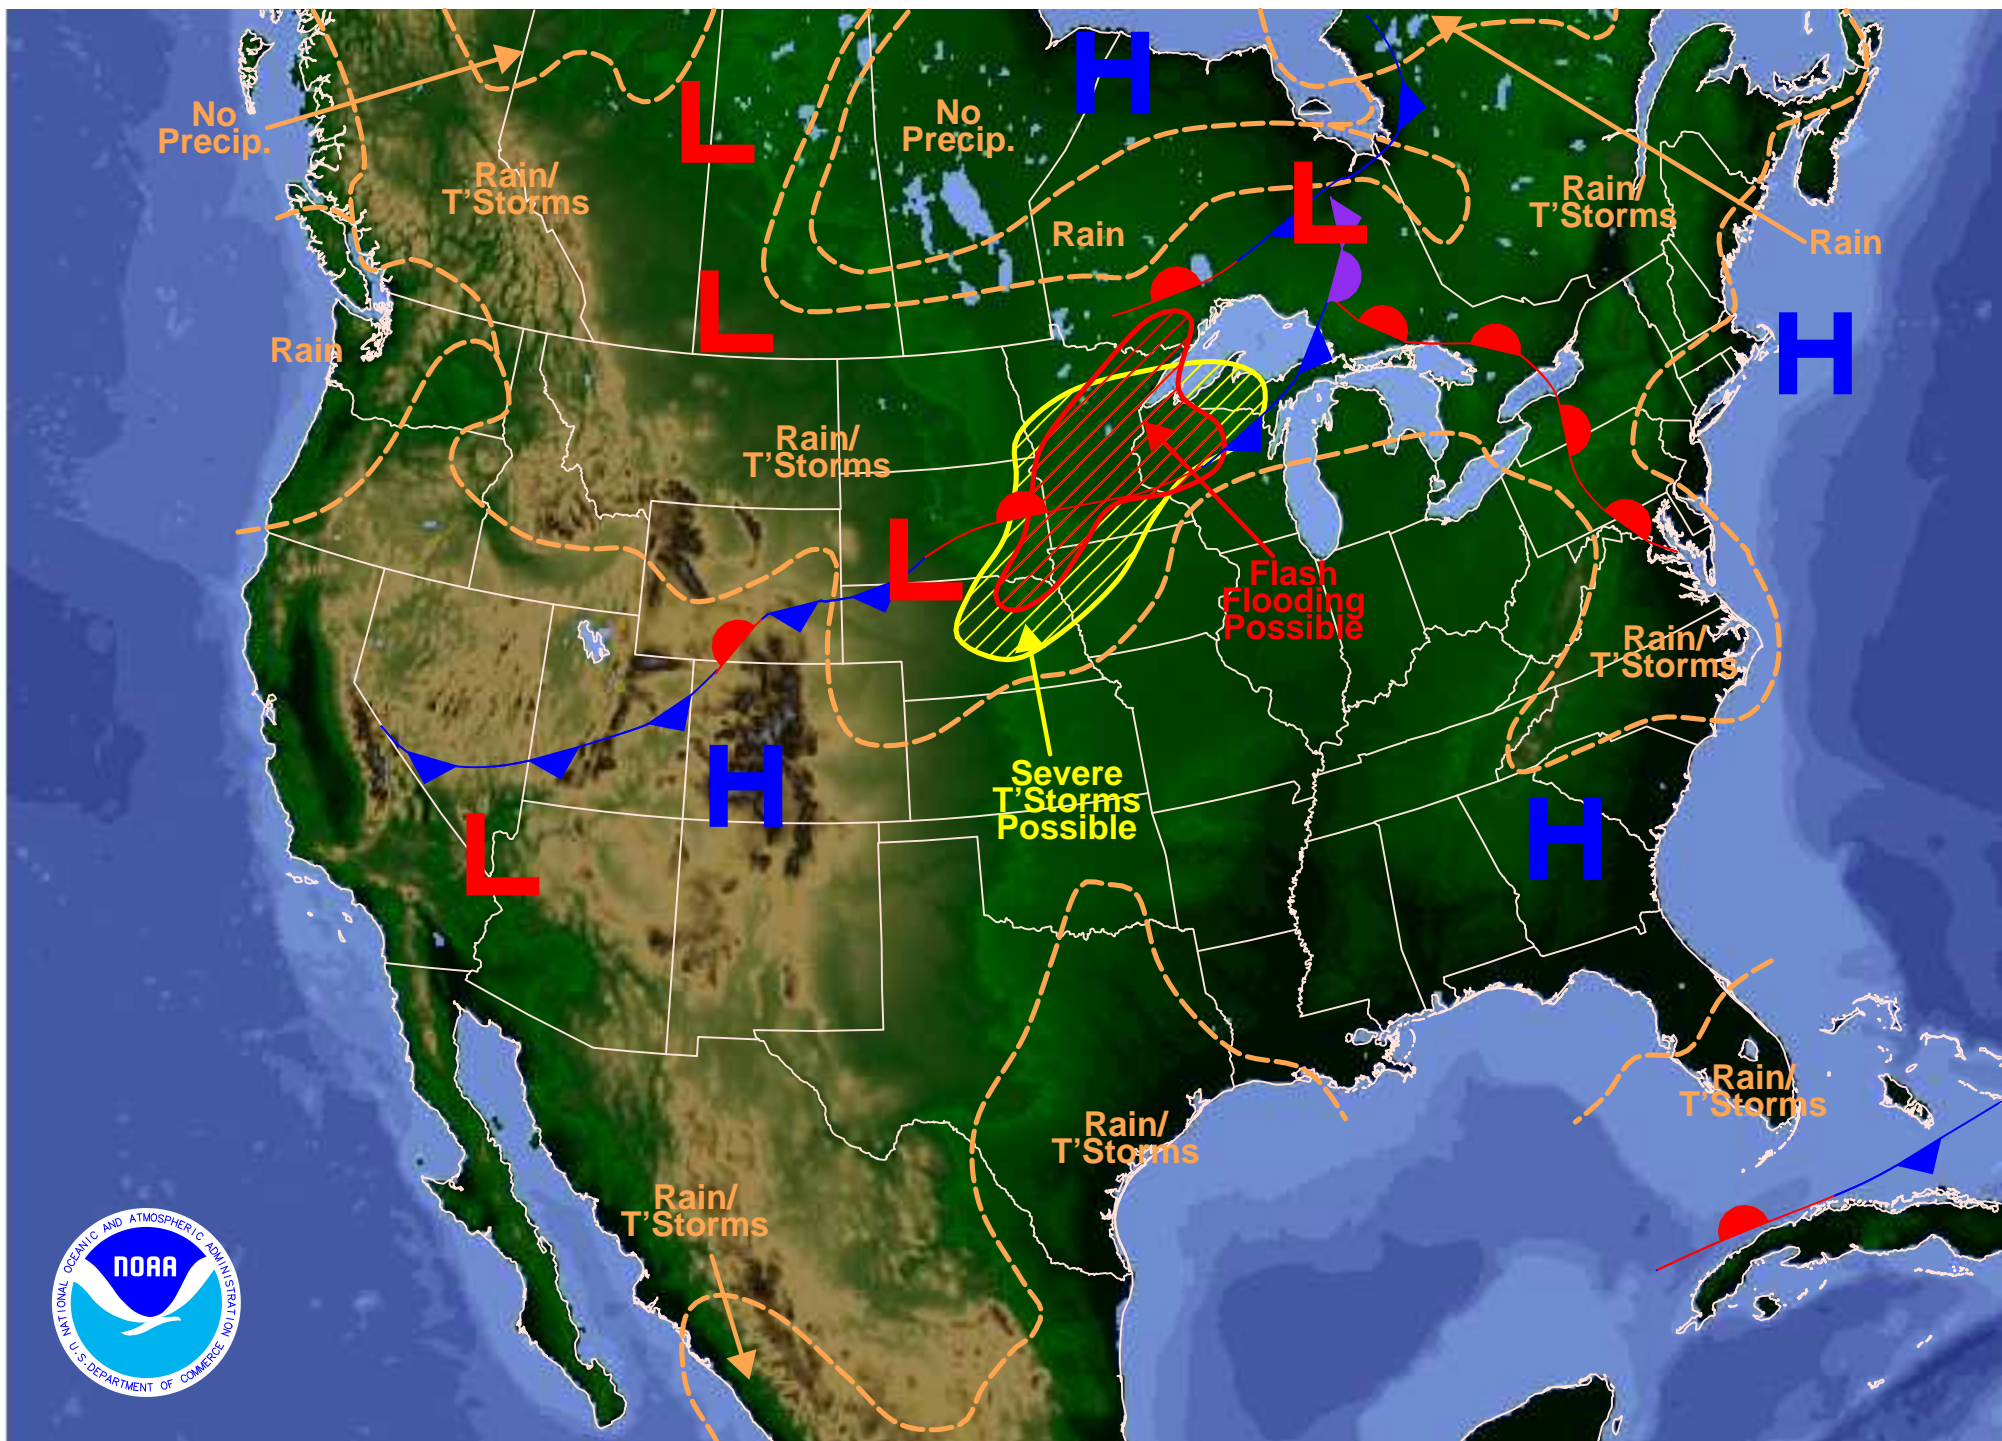 H
No
Precip.
L
No
Precip.
Rain/
T'Storms
L
Rain/
T'Storms
Rain
Rain
L
H
Rain
Rain/
T'Storms
L
Flash
Flooding
Possible
Rain/
T'Storms
H
Severe
T'Storms
Possible
L
H
Rain/
T'Storms
Rain/
T'Storms
Rain/
T'Storms
NATIONAL OCEANIC AND ATMOSPHERIC ADMINISTRATION
NOAA
U.S. DEPARTMENT OF COMMERCE